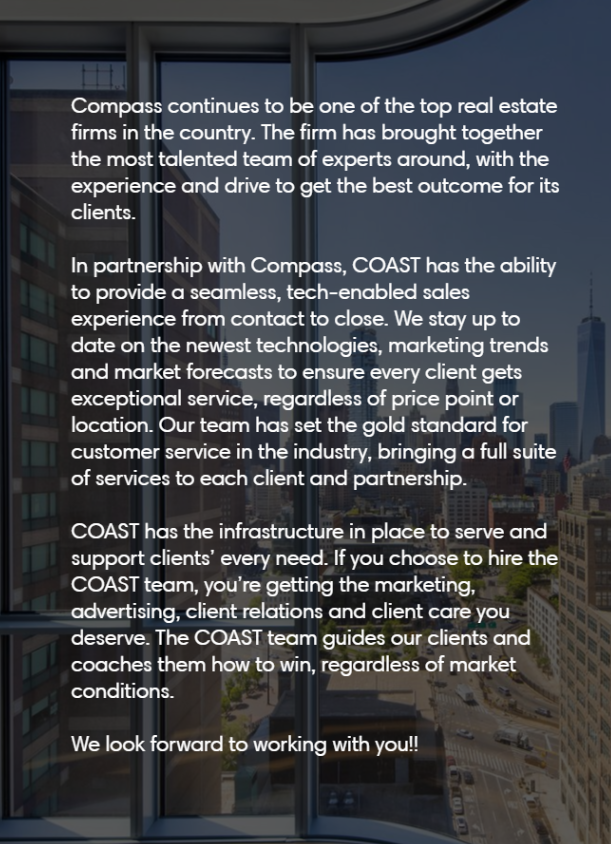 Compass continues to be one of the top real estate
firms in the country. The firm has brought together
the most talented team of experts around, with the
experience and drive to get the best outcome for its
clients.
In partnership with Compass, COAST has the ability
to provide a seamless, tech-enabled sales
experience from contact to close. We stay up to
date on the newest technologies, marketing trends
and market forecasts to ensure every client gets
exceptional service, regardless of price point or
location. Our team has set the gold standard for
customer service in the industry, bringing a full suite
of services to each client and partnership.
COAST has the infrastructure in place to serve and
support clients’ every need. If you choose to hire the
COAST team, you’re getting the marketing,
advertising, client relations and client care you
deserve. The COAST team guides our clients and
coaches them how to win, regardless of market
conditions.
We look forward to working with you!!